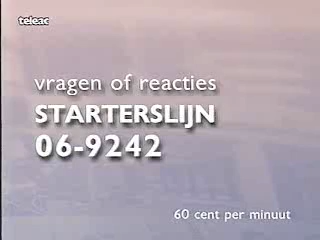 teleac
vragen of reacties
STARTERSLIJN
06-9242
60 cent per minuut